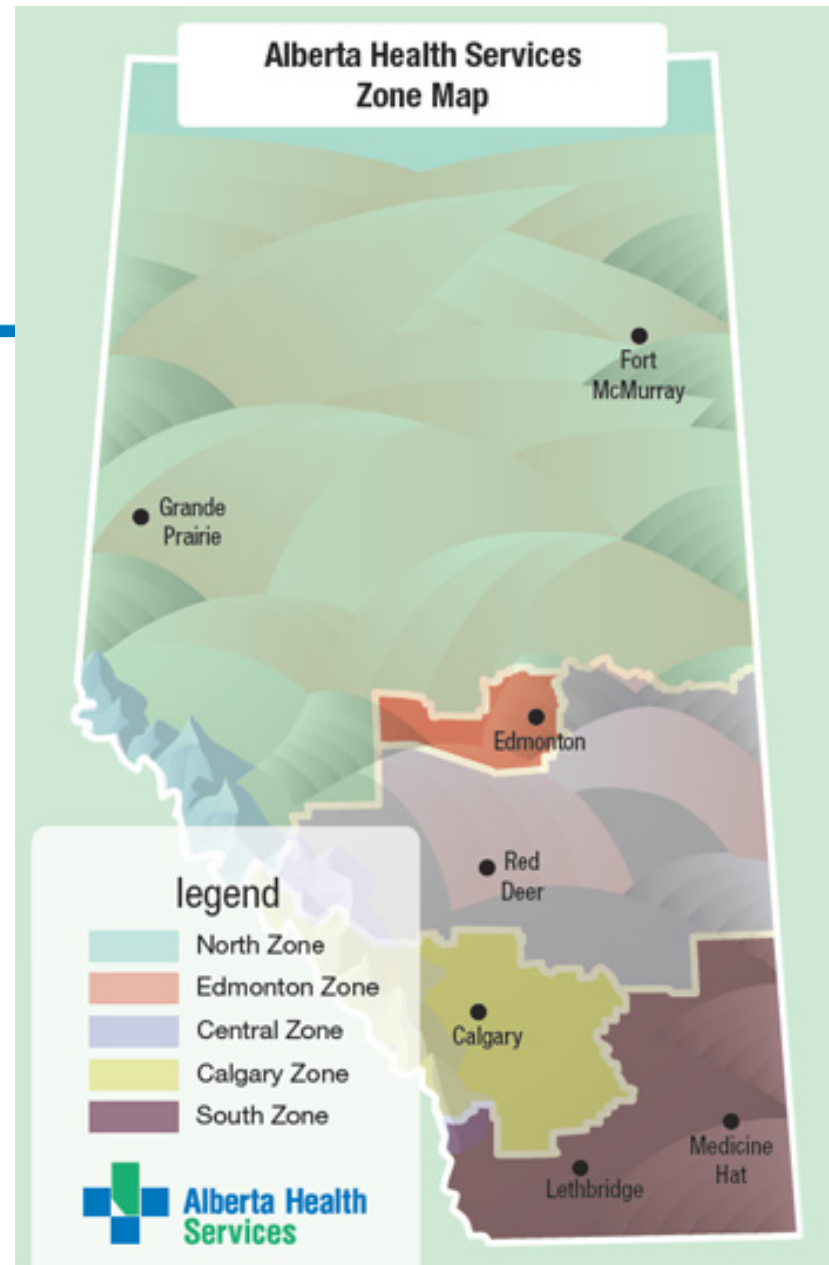 Alberta Health Services
Zone Map
Fort
McMurray
Grande
Prairie
Edmonton
Red
Deer
legend
North Zone
Edmonton Zone
Central Zone
Calgary Zone
South Zone
Calgary
Medicine
Hat
Lethbridge
Alberta Health
Services